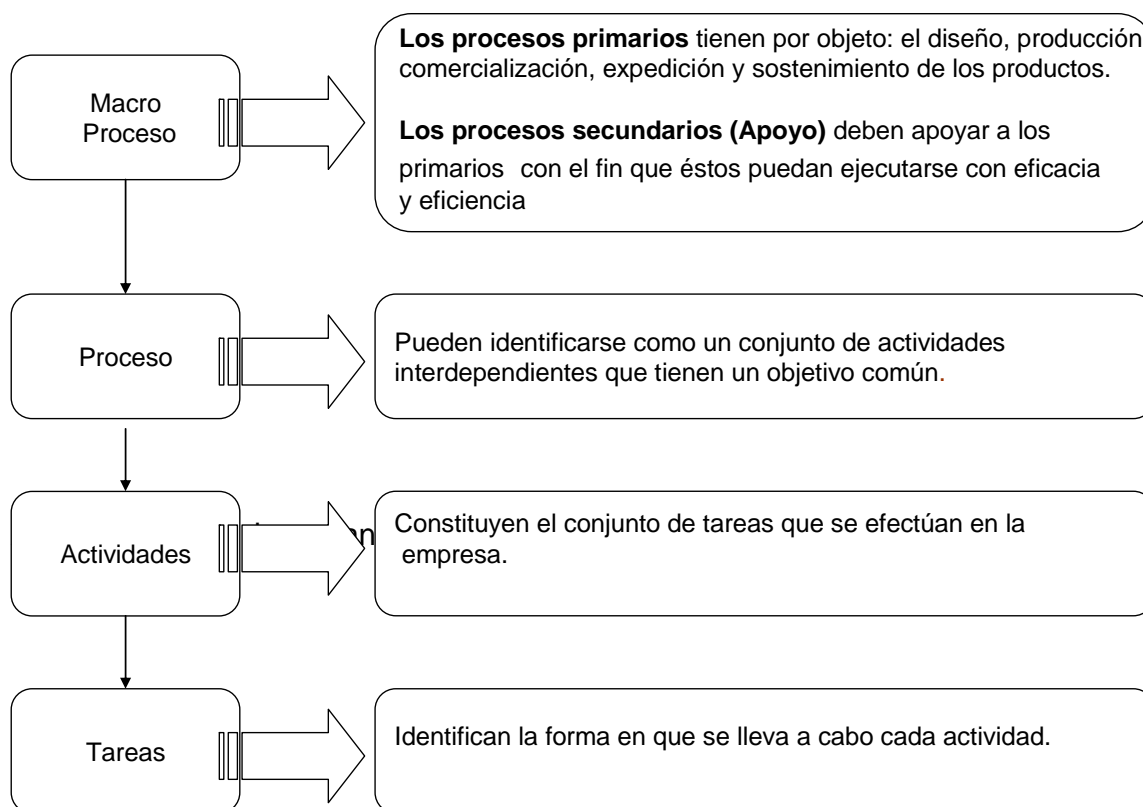 Macro
Proceso
Los procesos primarios tienen por objeto: el diseño, producción
comercialización, expedición y sostenimiento de los productos.
Los procesos secundarios (Apoyo) deben apoyar a los
primarios con el fin que éstos puedan ejecutarse con eficacia
y eficiencia
Proceso
Pueden identificarse como un conjunto de actividades
interdependientes que tienen un objetivo común.
Actividades
Constituyen el conjunto de tareas que se efectúan en la
empresa.
Tareas
Identifican la forma en que se lleva a cabo cada actividad.